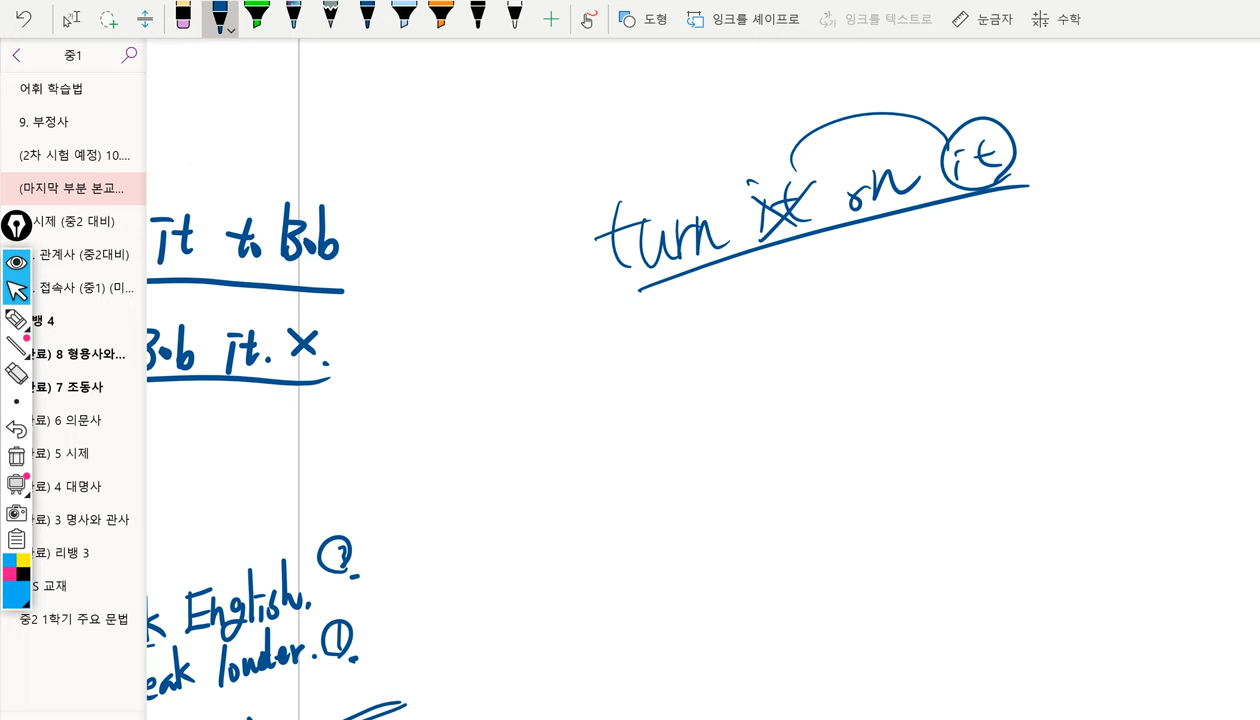 도형
잉크를 셰이프로
잉크를 텍스트로
눈금자
수학
중1
어휘 학습법
9. 부정사
(2차 시험 예정) 10....
(마지막 부분 본교...
시제 (중2 대비)
. 관계사 (중2대비)
. 접속사 (중1) (미...
뱅 4
료) 8 형용사와...
료) 7 조동사
료) 6 의문사
료) 5 시제
료) 4 대명사
료) 3 명사와 관사
료) 리뱅 3
S 교재
중2 1학기 주요 문법
it to Bob
Bob it. X.
turn it on it
k English. ②
eak louder. ①